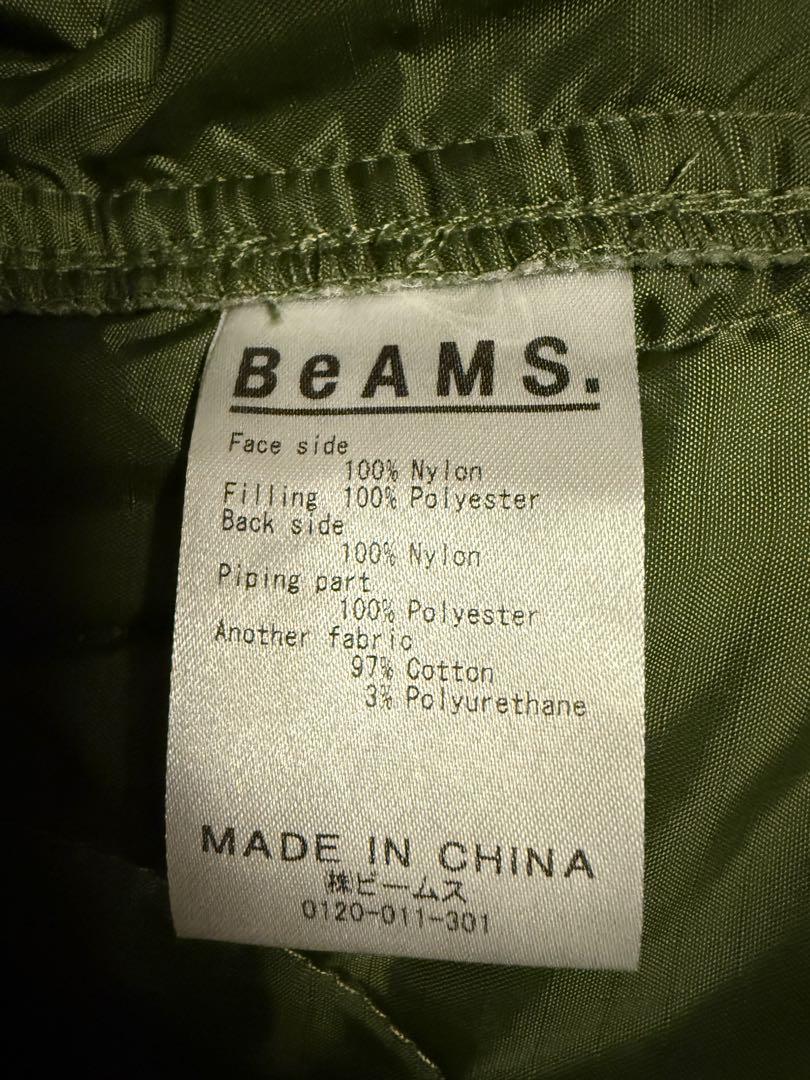 BeAMS.
Face side
100% Nylon
Filling 100% Polyester
Back side
100% Nylon
Piping part
100% Polyester
Another fabric
97% Cotton
3% Polyurethane
MADE IN CHINA
㈱ビームス
0120-011-301